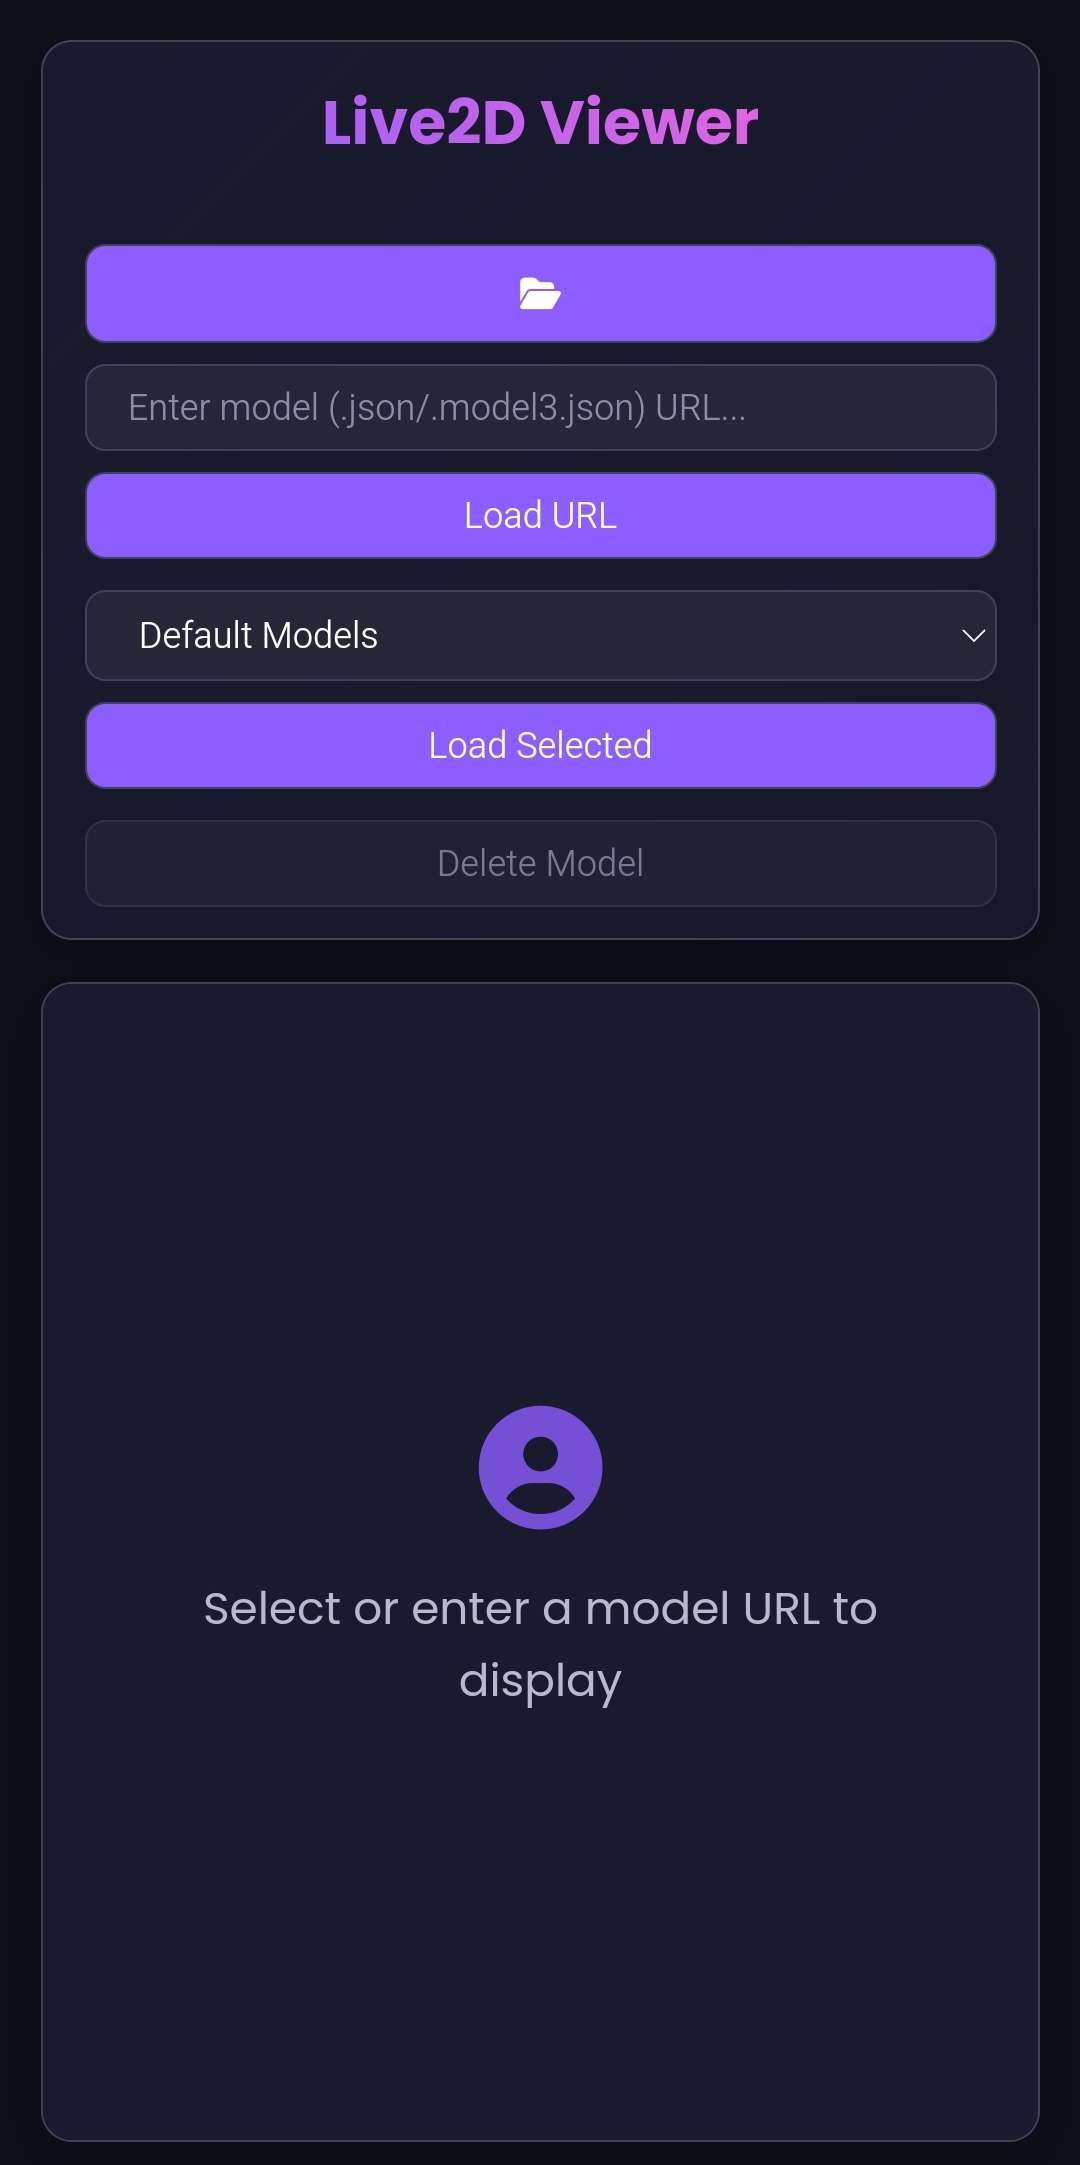 Live2D Viewer
Enter model (.json/.model3.json) URL...
Load URL
Default Models
Load Selected
Delete Model
Select or enter a model URL to
display